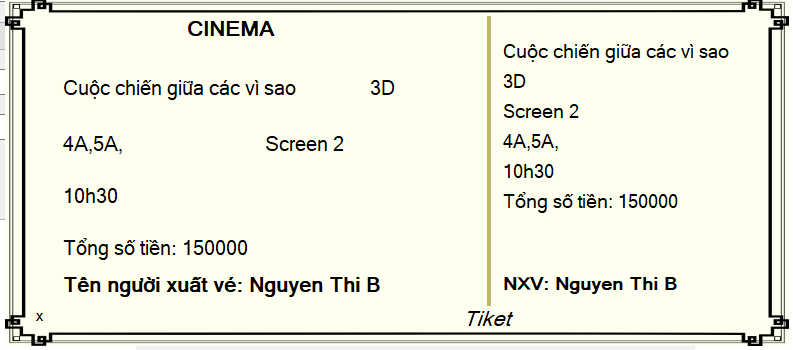 CINEMA
Cuộc chiến giữa các vì sao 3D
4A,5A, Screen 2
10h30
Tổng số tiền: 150000
Tên người xuất vé: Nguyen Thi B
x
Cuộc chiến giữa các vì sao
3D
Screen 2
4A,5A,
10h30
Tổng số tiền: 150000
NXV: Nguyen Thi B
Tiket